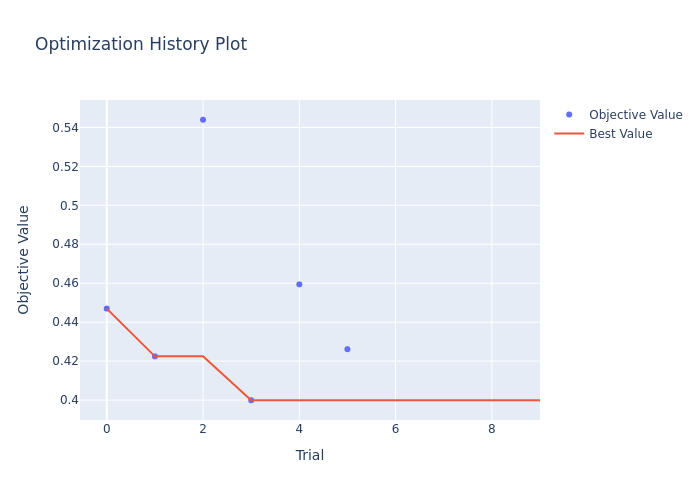 Optimization History Plot
Objective Value
Best Value
0.54
0.52
0.5
0.48
0.46
0.44
0.42
0.4
Objective Value
0
2
4
6
8
Trial